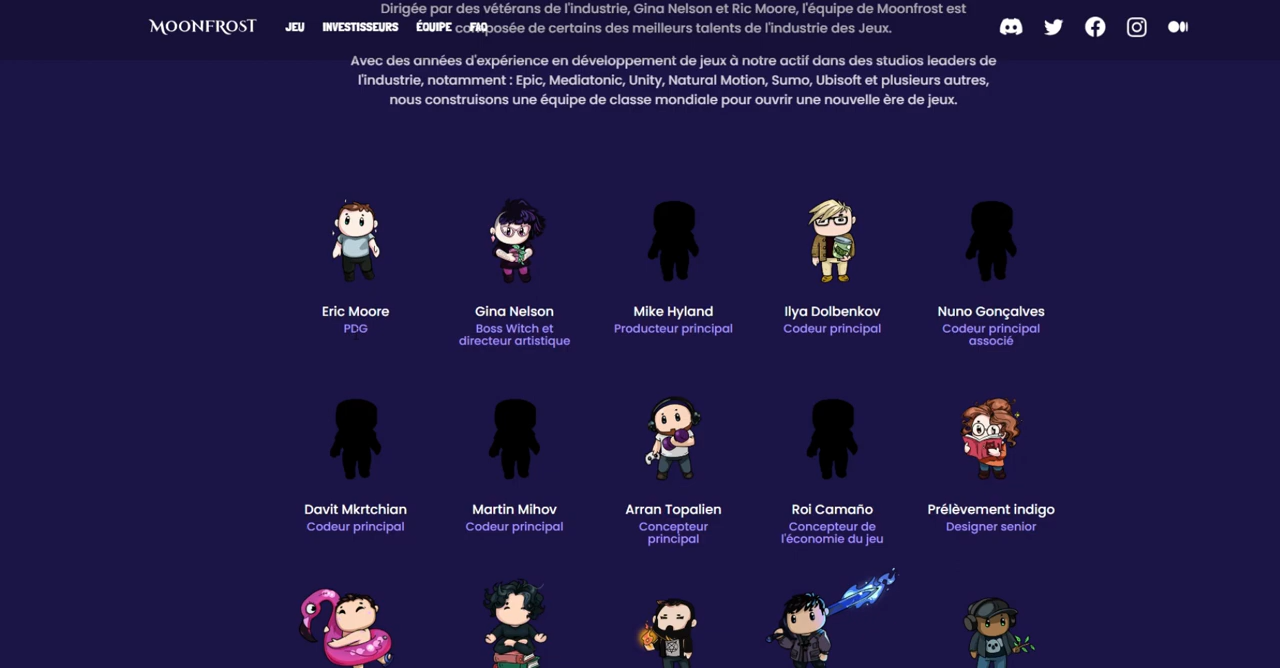 Dirigée par des vétérans de l'industrie, Gina Nelson et Ric Moore, l'équipe de Moonfrost est
MOONFROST JEU INVESTISSEURS ÉQUIPE FAQ
composée de certains des meilleurs talents de l'industrie des Jeux.
Avec des années d'expérience en développement de jeux à notre actif dans des studios leaders de
l'industrie, notamment : Epic, Mediatonic, Unity, Natural Motion, Sumo, Ubisoft et plusieurs autres,
nous construisons une équipe de classe mondiale pour ouvrir une nouvelle ère de jeux.
Eric Moore
PDG
Gina Nelson
Boss Witch et
directeur artistique
Mike Hyland
Producteur principal
Ilya Dolbenkov
Codeur principal
Nuno Gonçalves
Codeur principal
associé
Davit Mkrtchian
Codeur principal
Martin Mihov
Codeur principal
Arran Topalien
Concepteur
principal
Roi Camaño
Concepteur de
l'économie du jeu
Prélèvement indigo
Designer senior